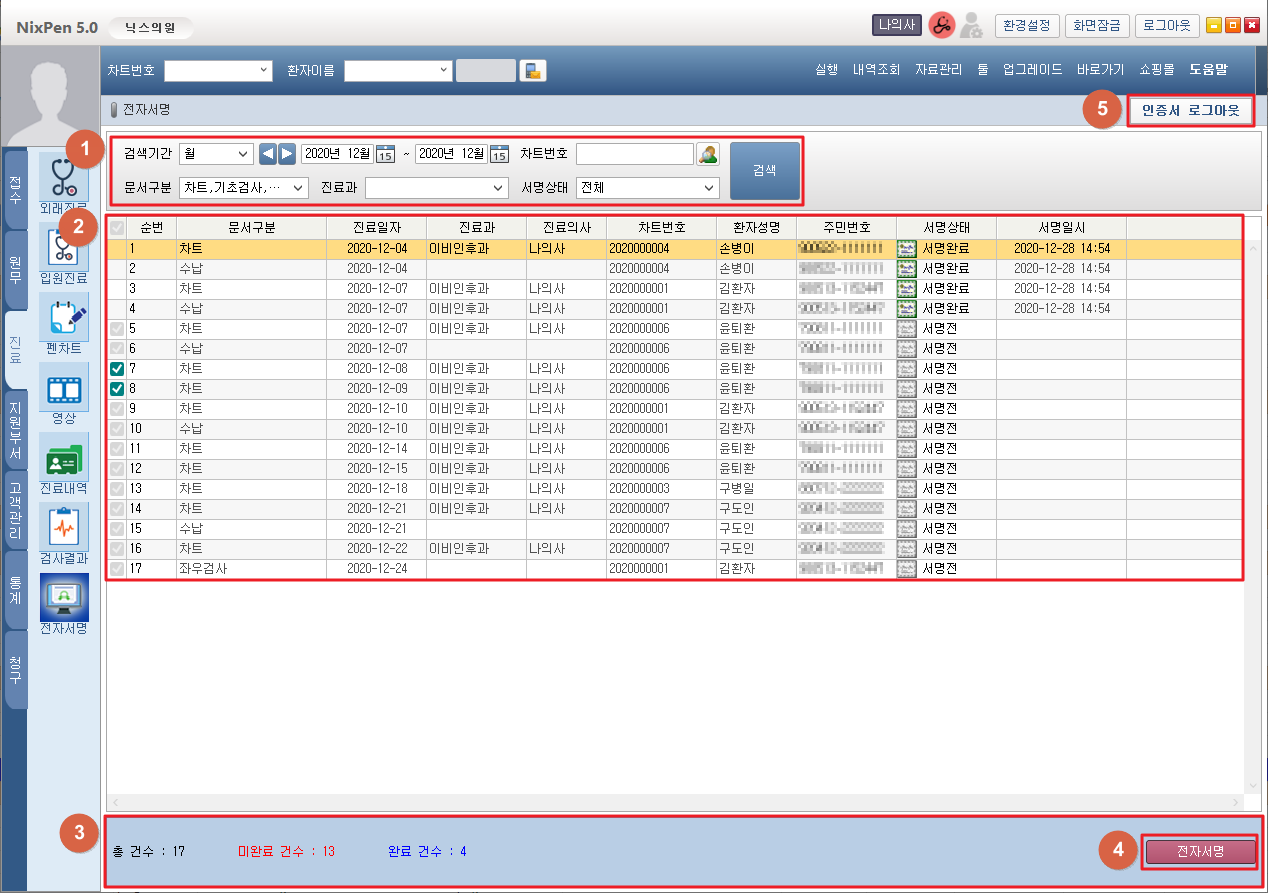 NixPen 5.0 닉스의원 나의사 환경설정 화면잠금 로그아웃
차트번호 환자이름 실행 내역조회 자료관리 툴 업그레이드 바로가기 쇼핑몰 도움말
전자서명 5 인증서 로그아웃
1 검색기간 월 2020년 12월 15 ~ 2020년 12월 15 차트번호 검색
문서구분 차트,기초검사,··· 진료과 서명상태 전체
접수
원무
진료
지원부서
고객관리
통계
청구
외래진료
입원진료
펜차트
영상
진료내역
검사결과
전자서명
2
순번 문서구분 진료일자 진료과 진료의사 차트번호 환자성명 주민번호 서명상태 서명일시
1 차트 2020-12-04 이비인후과 나의사 2020000004 손병이 서명완료 2020-12-28 14:54
2 수납 2020-12-04 2020000004 손병이 서명완료 2020-12-28 14:54
3 차트 2020-12-07 이비인후과 나의사 2020000001 김환자 서명완료 2020-12-28 14:54
4 수납 2020-12-07 이비인후과 나의사 2020000001 김환자 서명완료 2020-12-28 14:54
5 차트 2020-12-07 이비인후과 나의사 2020000006 윤퇴환 서명전
6 수납 2020-12-07 2020000006 윤퇴환 서명전
7 차트 2020-12-08 이비인후과 나의사 2020000006 윤퇴환 서명전
8 차트 2020-12-09 이비인후과 나의사 2020000006 윤퇴환 서명전
9 차트 2020-12-10 이비인후과 나의사 2020000001 김환자 서명전
10 수납 2020-12-10 이비인후과 나의사 2020000001 김환자 서명전
11 차트 2020-12-14 이비인후과 나의사 2020000006 윤퇴환 서명전
12 차트 2020-12-15 이비인후과 나의사 2020000006 윤퇴환 서명전
13 차트 2020-12-18 이비인후과 나의사 2020000003 구병일 서명전
14 차트 2020-12-21 이비인후과 나의사 2020000007 구도인 서명전
15 수납 2020-12-21 2020000007 구도인 서명전
16 차트 2020-12-22 이비인후과 나의사 2020000007 구도인 서명전
17 좌우검사 2020-12-24 2020000001 김환자 서명전
3 총 건수 : 17 미완료 건수 : 13 완료 건수 : 4 4 전자서명